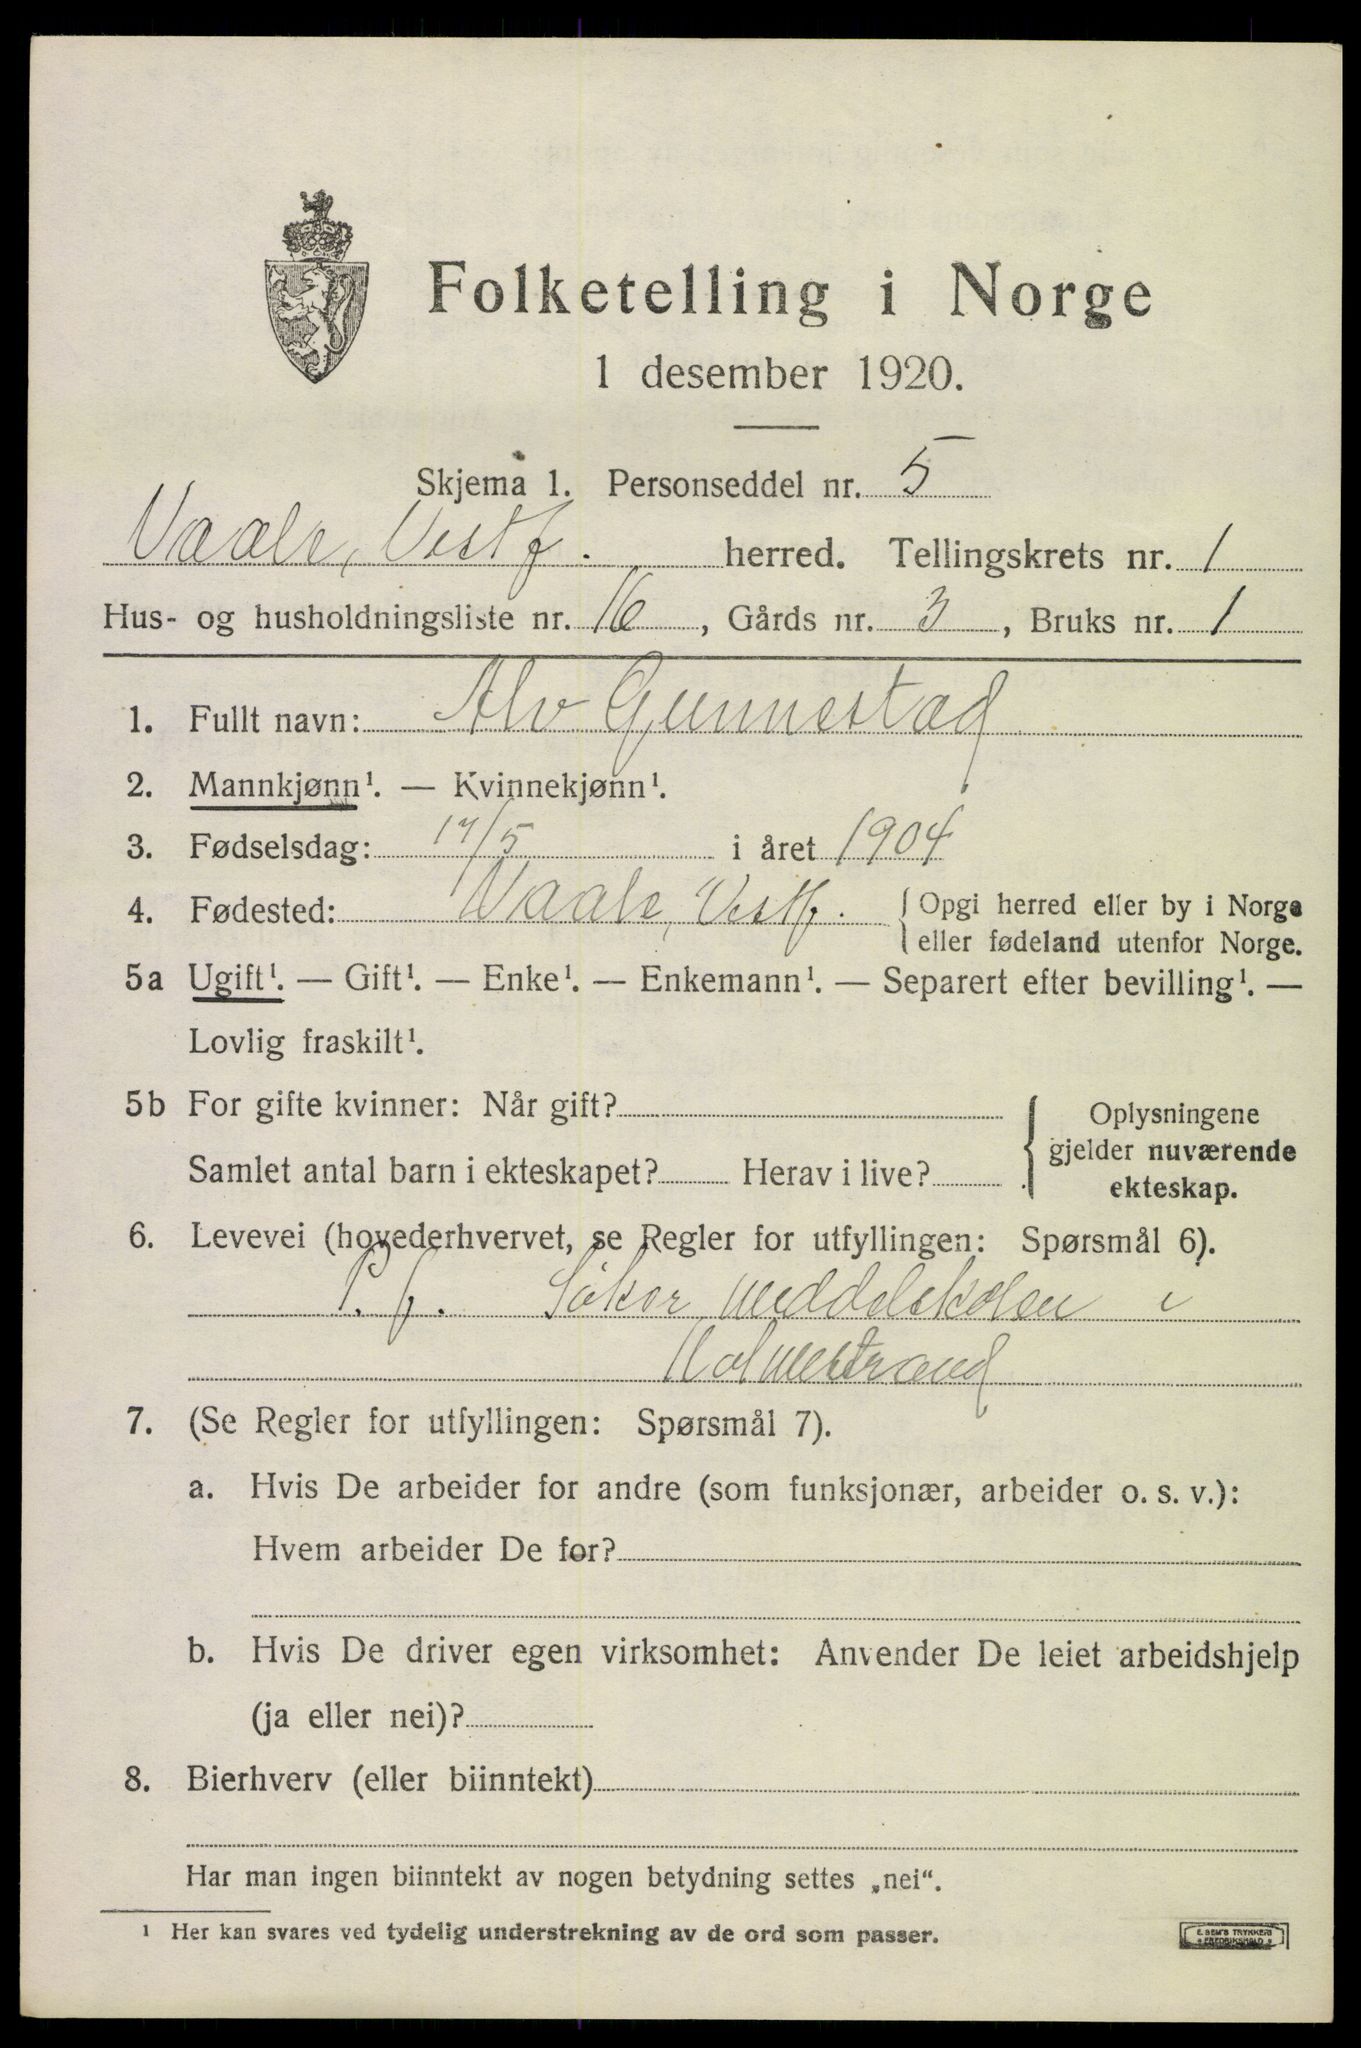 Folketelling i Norge
1 desember 1920.
Skjema 1. Personseddel nr. 5
Vaale, Vestf. herred. Tellingskrets nr. 1
Hus- og husholdningsliste nr. 16, Gårds nr. 3, Bruks nr. 1
1. Fullt navn: Alv Gunnestad
2. Mannkjønn¹. — Kvinnekjønn¹.
3. Fødselsdag: 17/5 i året 1904
4. Fødested: Vaale, Vestf. { Opgi herred eller by i Norge
eller fødeland utenfor Norge.
5a Ugift¹. — Gift¹. — Enke¹. — Enkemann¹. — Separert efter bevilling¹. —
Lovlig fraskilt¹.
5b For gifte kvinner: Når gift?
Samlet antal barn i ekteskapet? Herav i live?
Oplysningene
gjelder nuværende
ekteskap.
6. Levevei (hovederhvervet, se Regler for utfyllingen: Spørsmål 6).
P. f. Søker middelskolen i
Holmestrand
7. (Se Regler for utfyllingen: Spørsmål 7).
a. Hvis De arbeider for andre (som funksjonær, arbeider o. s. v.):
Hvem arbeider De for?
b. Hvis De driver egen virksomhet: Anvender De leiet arbeidshjelp
(ja eller nei)?
8. Bierhverv (eller biinntekt)
Har man ingen biinntekt av nogen betydning settes „nei“.
¹ Her kan svares ved tydelig understrekning av de ord som passer.
E. SEM'S TRYKKERI
FREDRIKSHALD